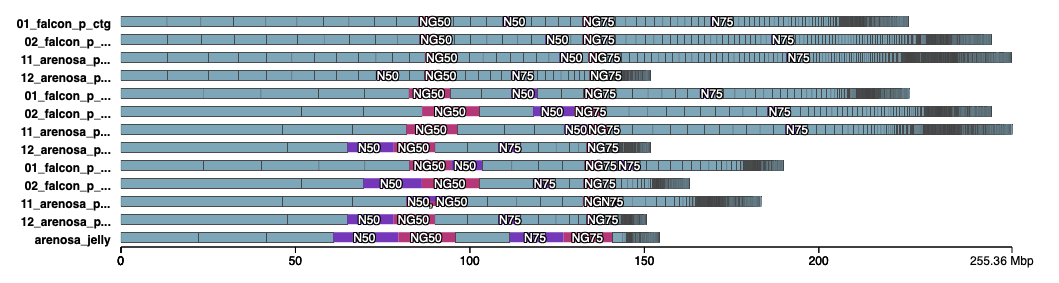 01_falcon_p_ctg NG50 N50 NG75 N75
02_falcon_p_... NG50 N50 NG75 N75
11_arenosa_p... NG50 N50 NG75 N75
12_arenosa_p... N50 NG50 N75 NG75
01_falcon_p_... NG50 N50 NG75 N75
02_falcon_p_... NG50 N50 NG75 N75
11_arenosa_p... NG50 N50 NG75 N75
12_arenosa_p... N50 NG50 N75 NG75
01_falcon_p_... NG50 N50 NG75 N75
02_falcon_p_... N50 NG50 N75 NG75
11_arenosa_p... N50 NG50 NGN75
12_arenosa_p... N50 NG50 N75 NG75
arenosa_jelly N50 NG50 N75 NG75
0 50 100 150 200 255.36 Mbp